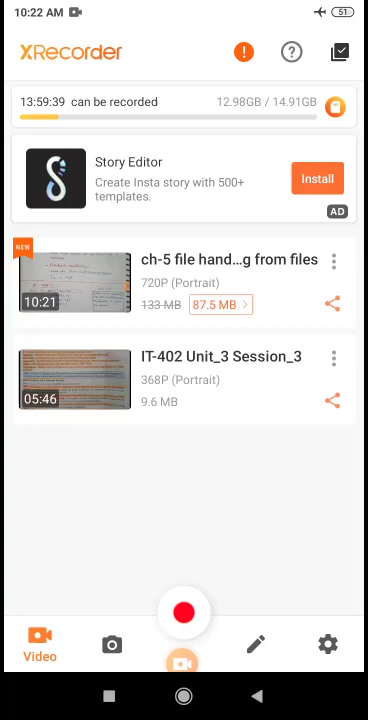 10:22 AM
51
XRecorder
13:59:39 can be recorded
12.98GB / 14.91GB
Story Editor
Create Insta story with 500+
templates.
Install
AD
NEW
ch-5 file hand...g from files
720P (Portrait)
133 MB 87.5 MB >
10:21
IT-402 Unit_3 Session_3
368P (Portrait)
9.6 MB
05:46
Video